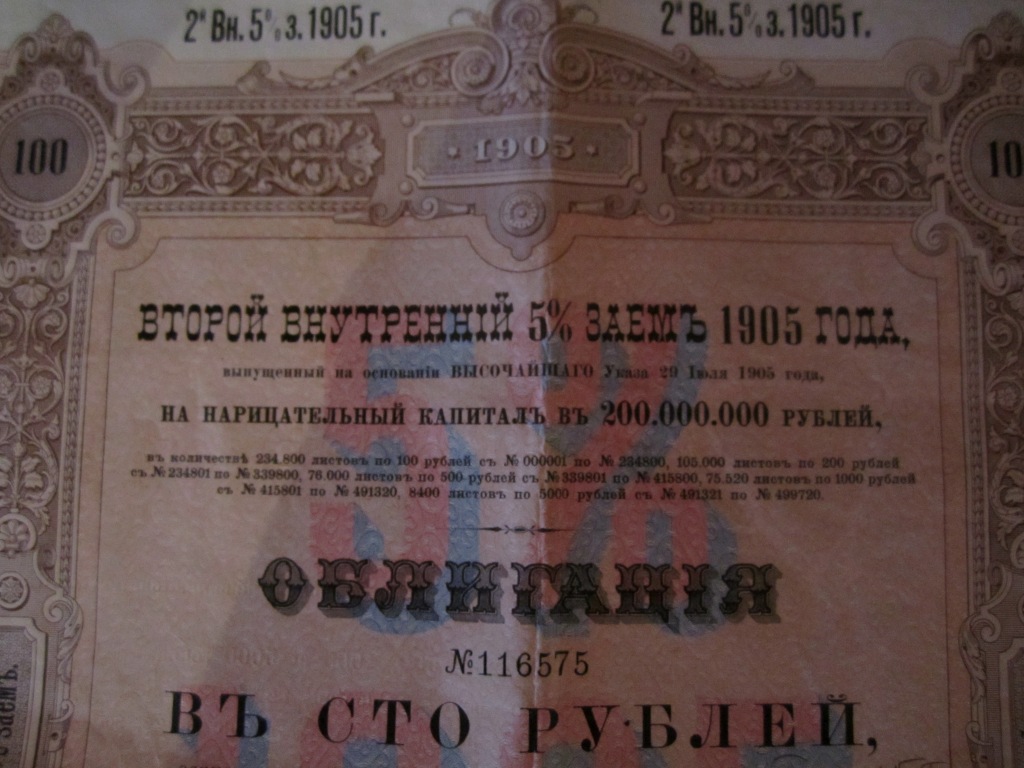 2й Вн. 5% з. 1905 г.
2й Вн. 5% з. 1905 г.
100
· 1905 ·
10
ВТОРОЙ ВНУТРЕННІЙ 5% ЗАЕМЪ 1905 ГОДА,
выпущенный на основаніи ВЫСОЧАЙШАГО Указа 29 Іюля 1905 года,
НА НАРИЦАТЕЛЬНЫЙ КАПИТАЛЪ ВЪ 200.000.000 РУБЛЕЙ,
въ количествѣ 234.800 листовъ по 100 рублей съ № 000001 по № 234800, 105.000 листовъ по 200 рублей
съ № 234801 по № 339800, 76.000 листовъ по 500 рублей съ № 339801 по № 415800, 75.520 листовъ по 1000 рублей
съ № 415801 по № 491320, 8400 листовъ по 5000 рублей съ № 491321 по № 499720.
5%
ОБЛИГАЦІЯ
№116575
ВЪ СТО РУБЛЕЙ,
Заемъ.